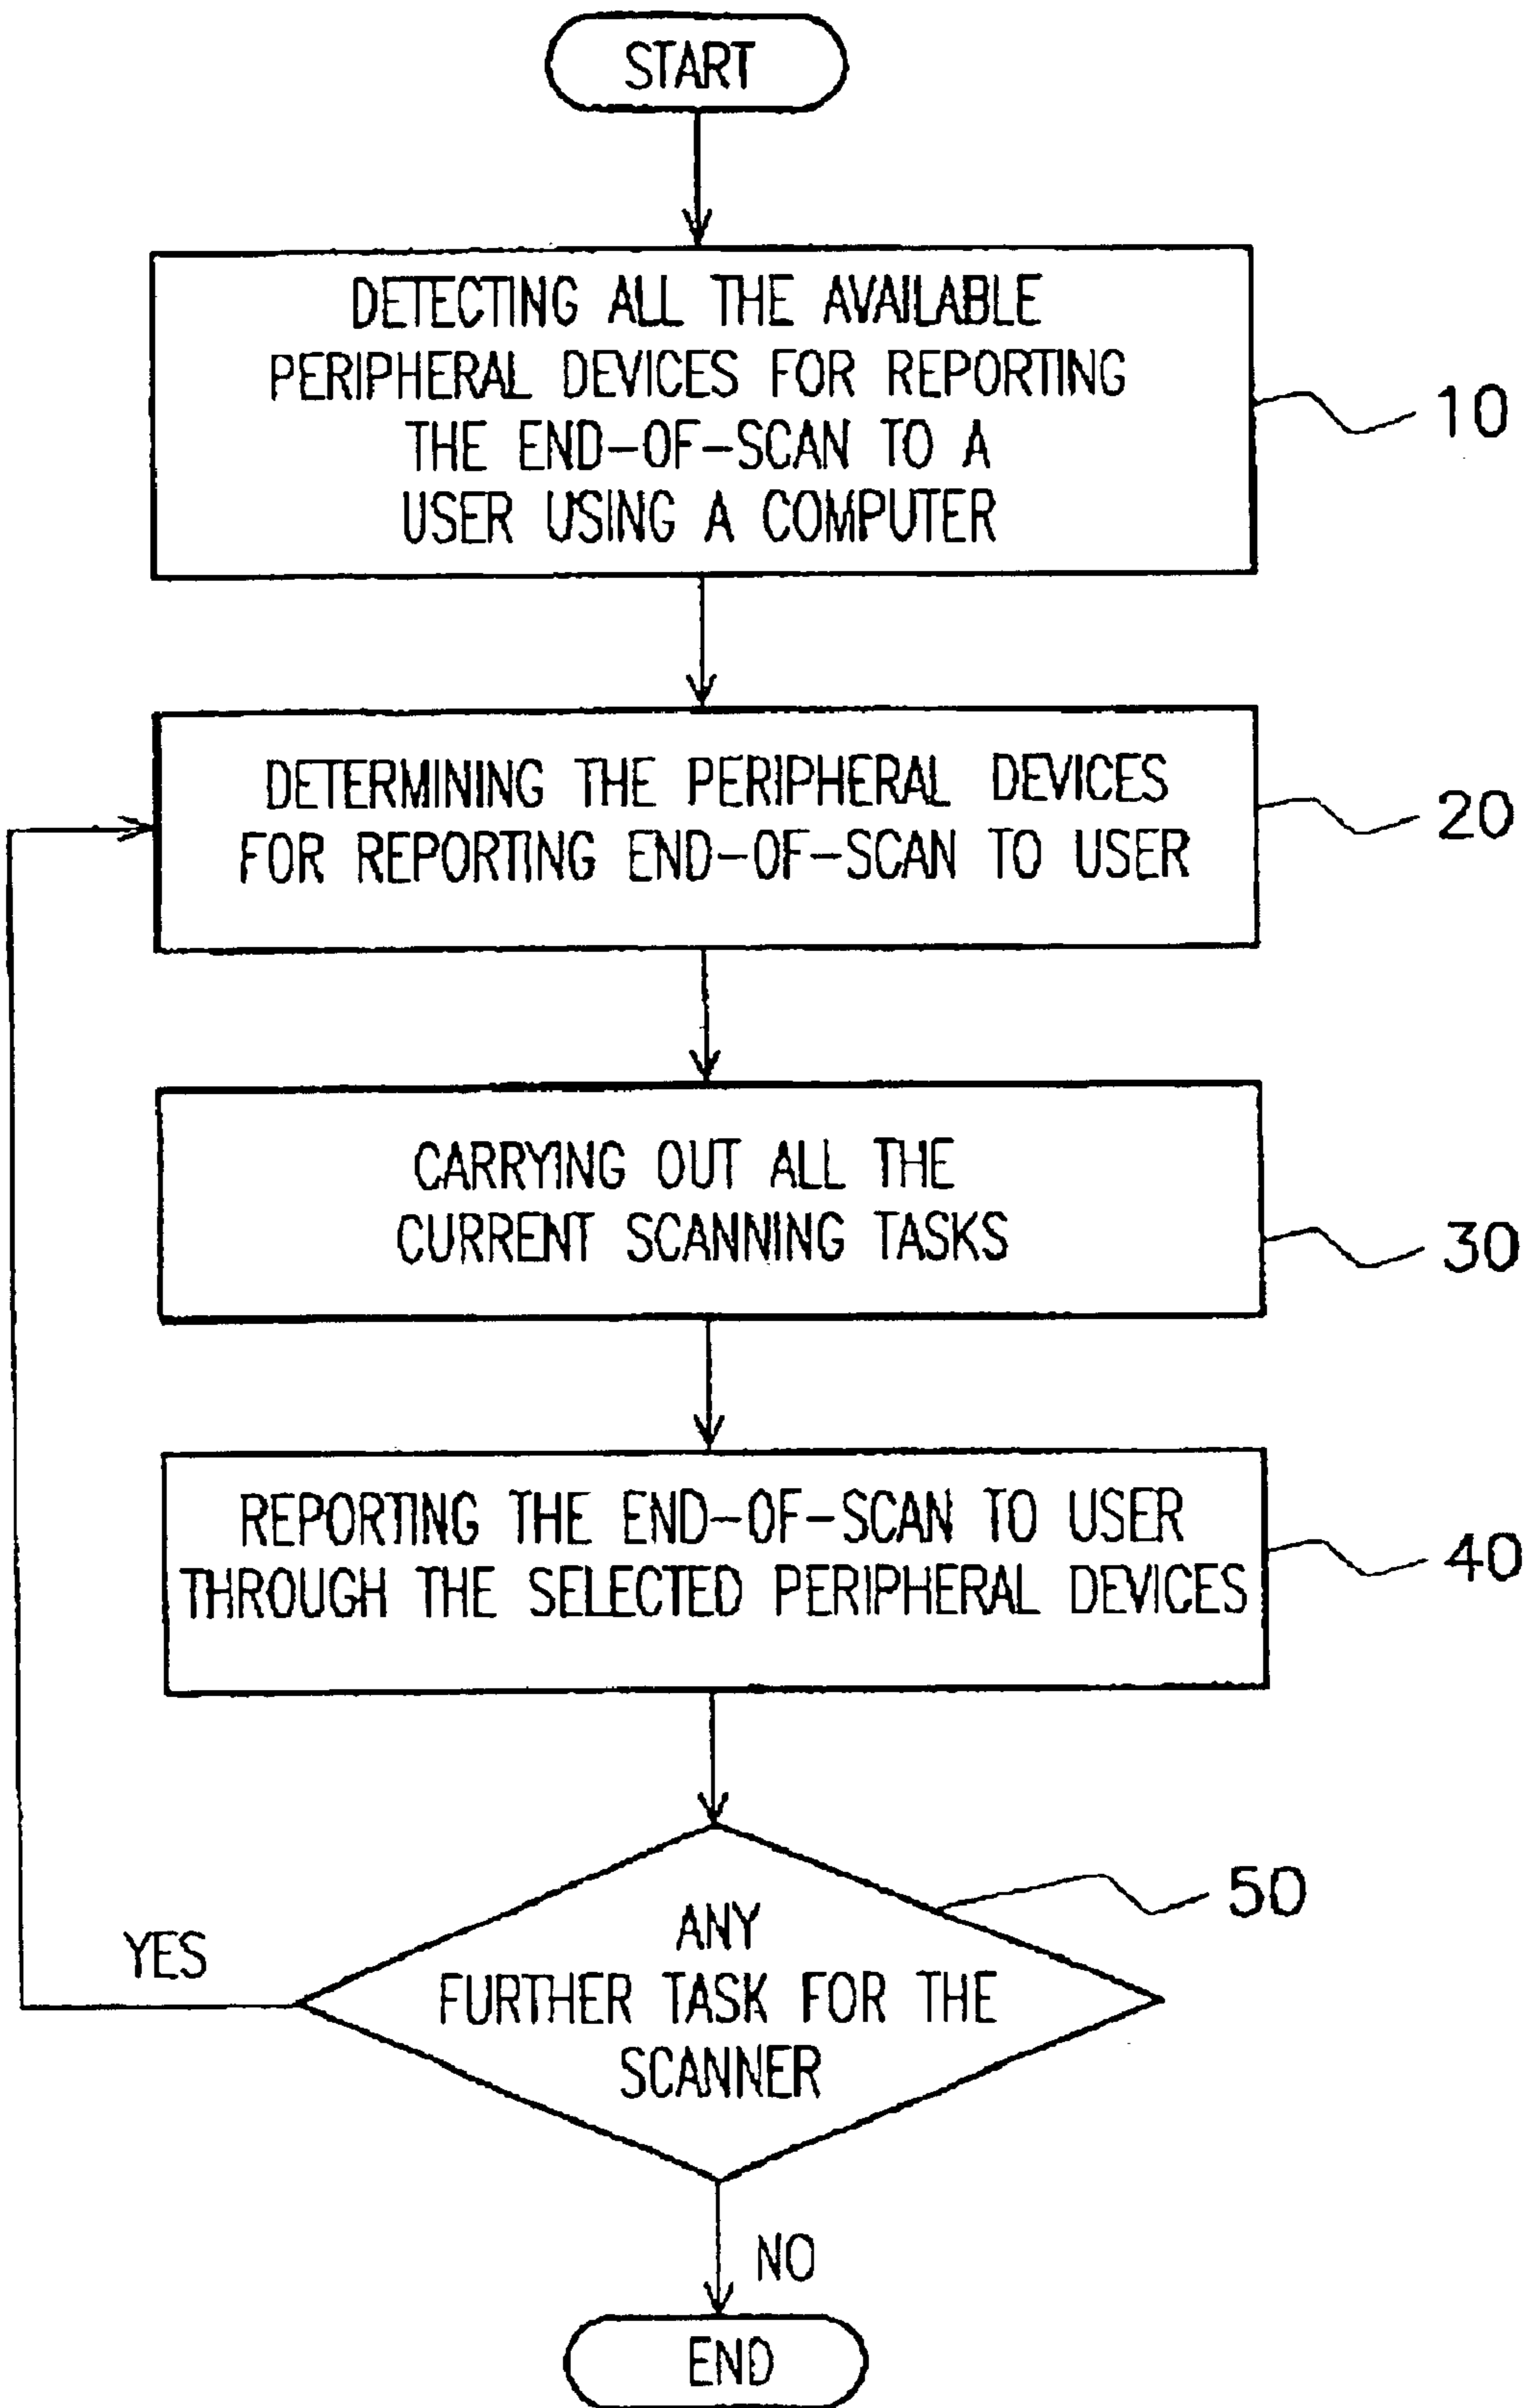 START
DETECTING ALL THE AVAILABLE
PERIPHERAL DEVICES FOR REPORTING
THE END-OF-SCAN TO A
USER USING A COMPUTER
10
DETERMINING THE PERIPHERAL DEVICES
FOR REPORTING END-OF-SCAN TO USER
20
CARRYING OUT ALL THE
CURRENT SCANNING TASKS
30
REPORTING THE END-OF-SCAN TO USER
THROUGH THE SELECTED PERIPHERAL DEVICES
40
ANY
FURTHER TASK FOR THE
SCANNER
50
YES
NO
END